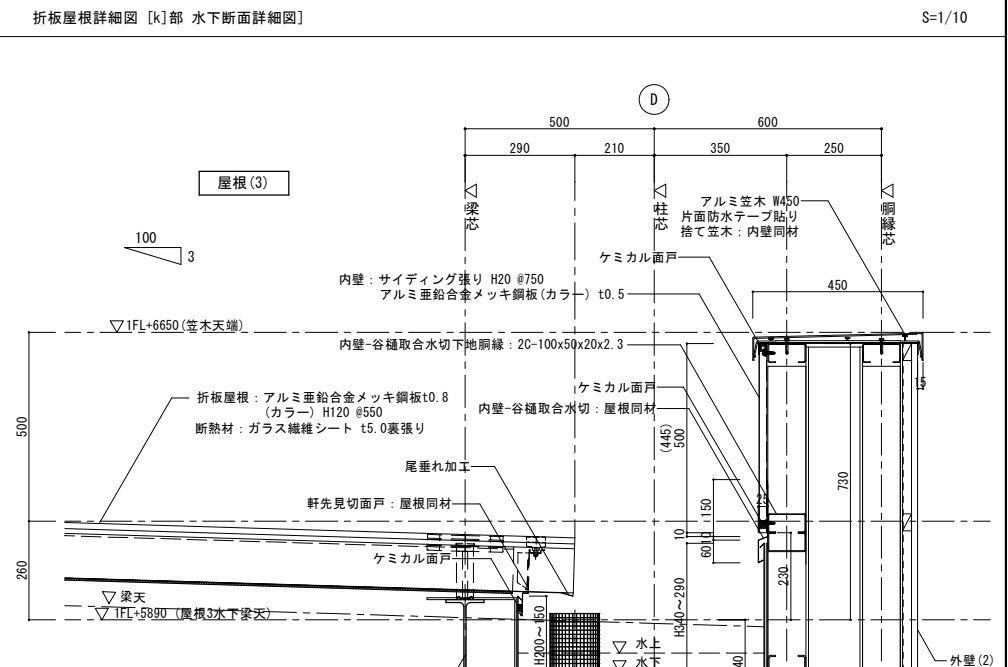 折板屋根詳細図 [k]部 水下断面詳細図]
S=1/10
D
500
600
290
210
350
250
屋根(3)
梁芯
柱芯
胴縁芯
アルミ笠木 W450
片面防水テープ貼り
捨て笠木：内壁同材
100
3
ケミカル面戸
内壁：サイディング張り H20 @750
アルミ亜鉛合金メッキ鋼板(カラー) t0.5
450
1FL+6650(笠木天端)
内壁-谷樋取合水切下地胴縁：2C-100x50x20x2.3
15
ケミカル面戸
折板屋根：アルミ亜鉛合金メッキ鋼板t0.8
(カラー) H120 @550
断熱材：ガラス繊維シート t5.0裏張り
内壁-谷樋取合水切：屋根同材
500
(445)
500
尾垂れ加工
730
軒先見切面戸：屋根同材
25
150
10
10
60
ケミカル面戸
260
230
梁天
1FL+5890 (屋根3水下梁天)
H200～150
H340～290
水上
水下
40
外壁(2)